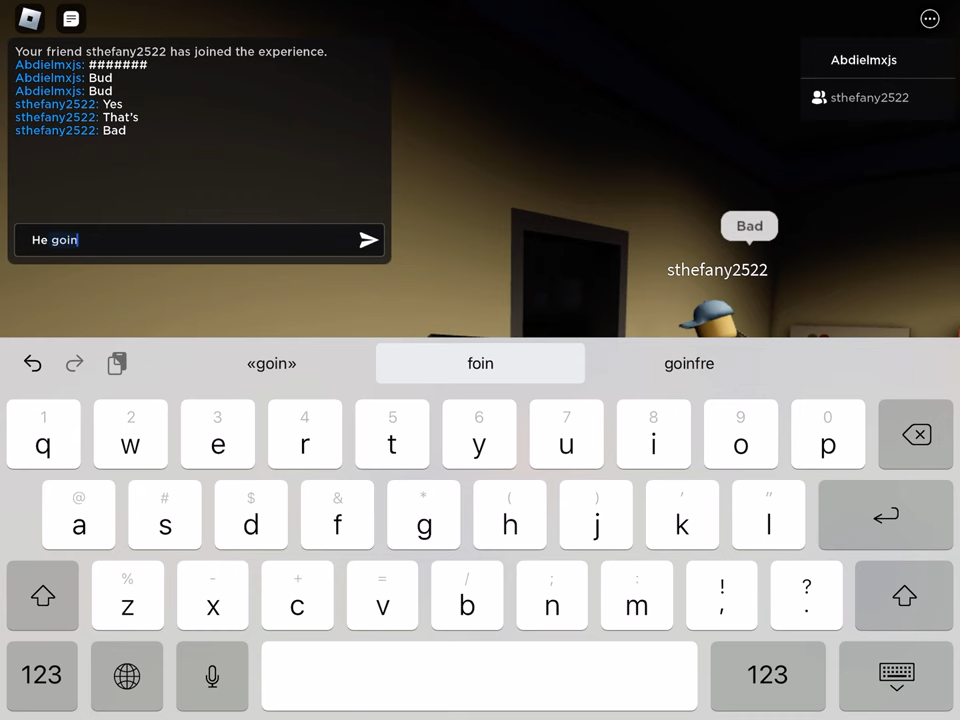 Your friend sthefany2522 has joined the experience.
Abdielmxjs: #######
Abdielmxjs: Bud
Abdielmxjs: Bud
sthefany2522: Yes
sthefany2522: That's
sthefany2522: Bad
He goin
Abdielmxjs
sthefany2522
Bad
sthefany2522
«goin» foin goinfre
1 2 3 4 5 6 7 8 9 0
q w e r t y u i o p
@ # $ & * ( ) ' "
a s d f g h j k l
% - + = / ; : ! ?
z x c v b n m , .
123 123